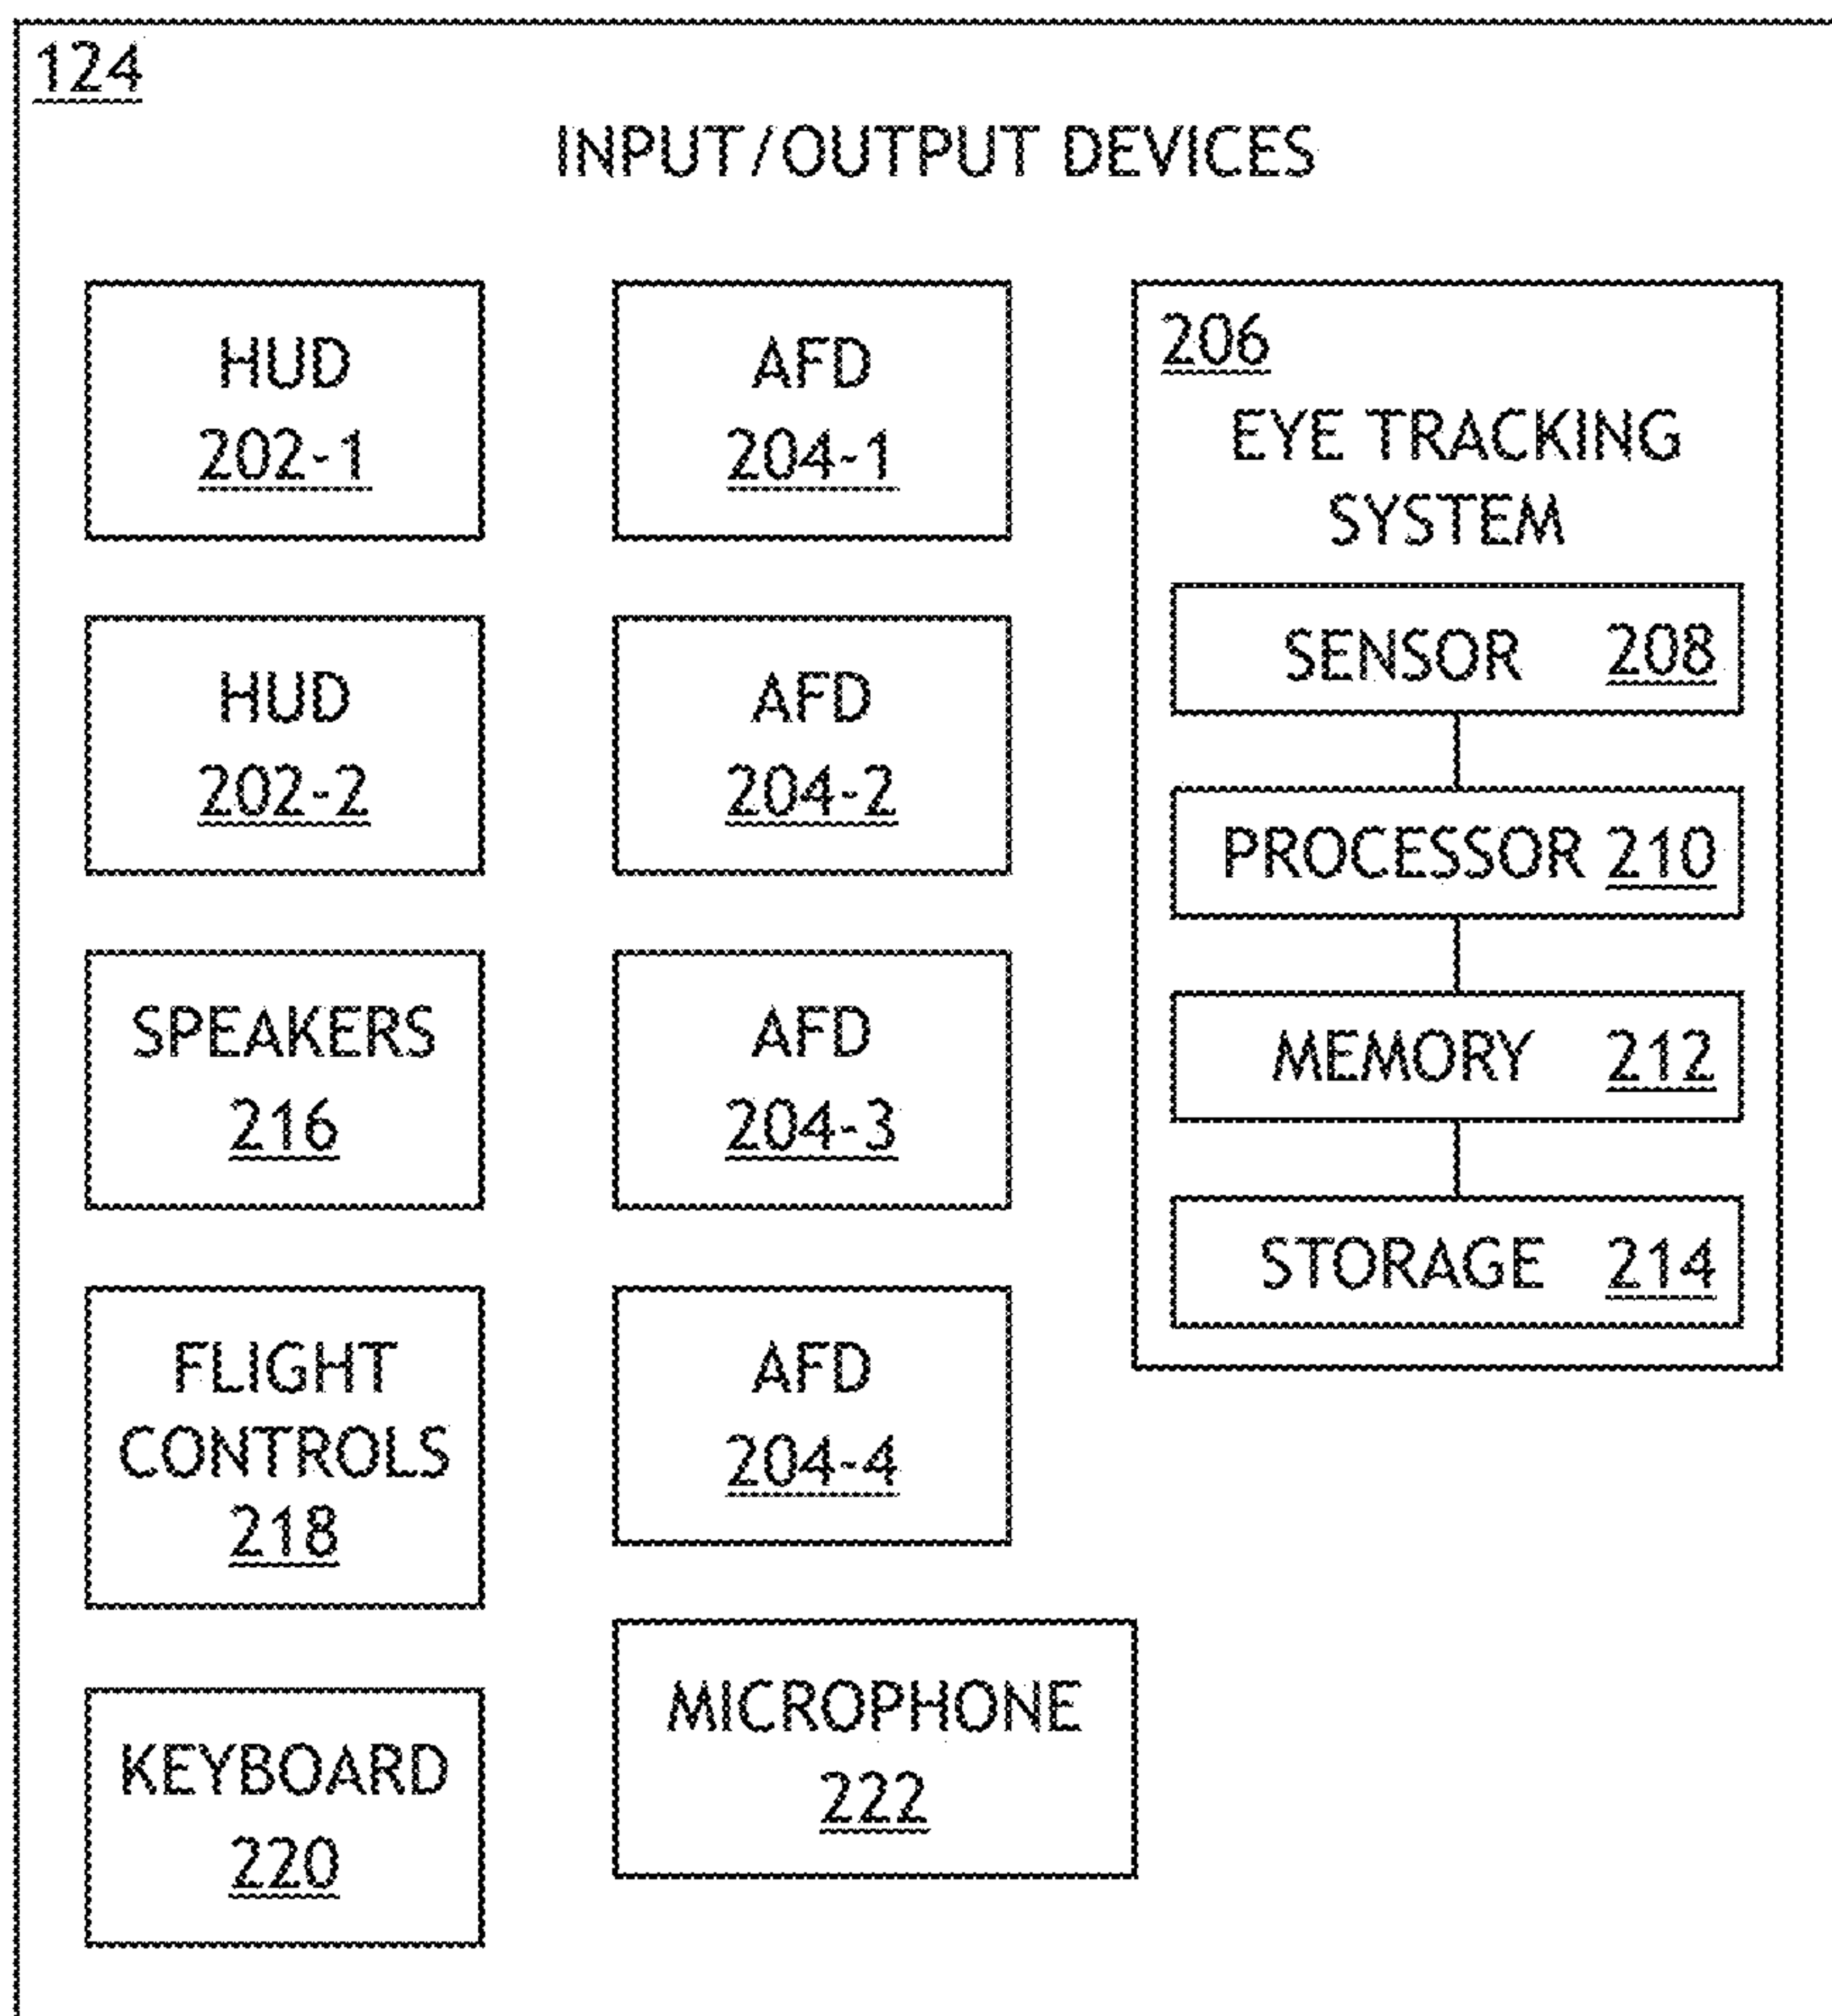 124
INPUT/OUTPUT DEVICES
HUD
202-1
HUD
202-2
SPEAKERS
216
FLIGHT
CONTROLS
218
KEYBOARD
220
AFD
204-1
AFD
204-2
AFD
204-3
AFD
204-4
MICROPHONE
222
206
EYE TRACKING
SYSTEM
SENSOR 208
PROCESSOR 210
MEMORY 212
STORAGE 214